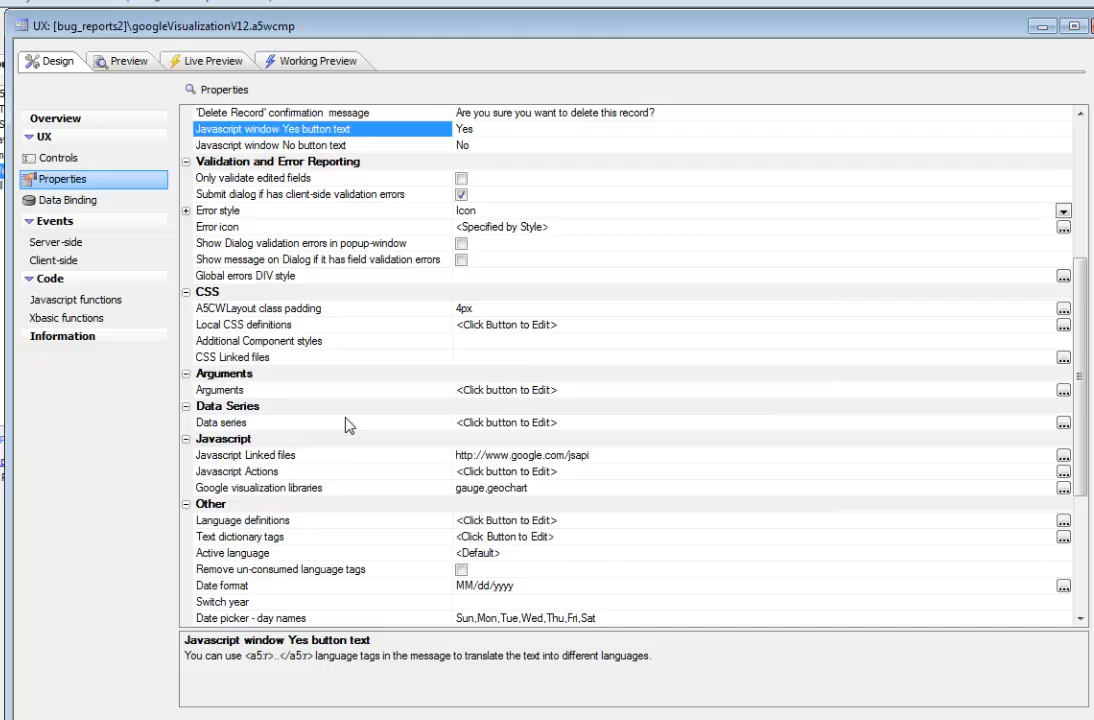 UX: [bug_reports2]\googleVisualizationV12.a5wcmp
Design Preview Live Preview Working Preview
Properties
Overview
UX
Controls
Properties
Data Binding
Events
Server-side
Client-side
Code
Javascript functions
Xbasic functions
Information
'Delete Record' confirmation message Are you sure you want to delete this record?
Javascript window Yes button text Yes
Javascript window No button text No
Validation and Error Reporting
Only validate edited fields
Submit dialog if has client-side validation errors
Error style Icon
Error icon <Specified by Style>
Show Dialog validation errors in popup-window
Show message on Dialog if it has field validation errors
Global errors DIV style
CSS
A5CWLayout class padding 4px
Local CSS definitions <Click Button to Edit>
Additional Component styles
CSS Linked files
Arguments
Arguments <Click button to Edit>
Data Series
Data series <Click button to Edit>
Javascript
Javascript Linked files http://www.google.com/jsapi
Javascript Actions <Click button to Edit>
Google visualization libraries gauge,geochart
Other
Language definitions <Click Button to Edit>
Text dictionary tags <Click Button to Edit>
Active language <Default>
Remove un-consumed language tags
Date format MM/dd/yyyy
Switch year
Date picker - day names Sun,Mon,Tue,Wed,Thu,Fri,Sat
Javascript window Yes button text
You can use <a5:r>..</a5:r> language tags in the message to translate the text into different languages.